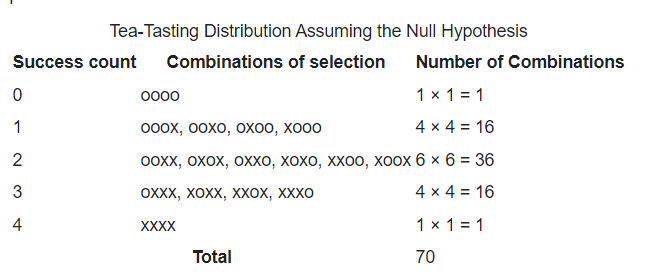 Tea-Tasting Distribution Assuming the Null Hypothesis
Success count Combinations of selection Number of Combinations
0 oooo 1 × 1 = 1
1 ooox, ooxo, oxoo, xooo 4 × 4 = 16
2 ooxx, oxox, oxxo, xoxo, xxoo, xoox 6 × 6 = 36
3 oxxx, xoxx, xxox, xxxo 4 × 4 = 16
4 xxxx 1 × 1 = 1
Total 70